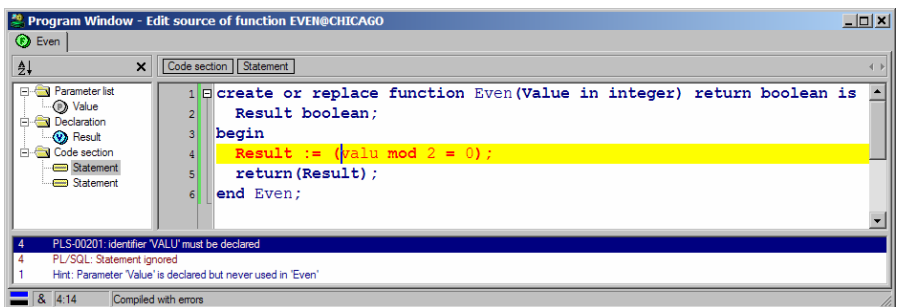 Program Window - Edit source of function EVEN@CHICAGO
Even
Code section Statement
Parameter list
Value
Declaration
Result
Code section
Statement
Statement
1 create or replace function Even(Value in integer) return boolean is
2 Result boolean;
3 begin
4 Result := (valu mod 2 = 0);
5 return(Result);
6 end Even;
4 PLS-00201: identifier 'VALU' must be declared
4 PL/SQL: Statement ignored
1 Hint: Parameter 'Value' is declared but never used in 'Even'
& 4:14 Compiled with errors